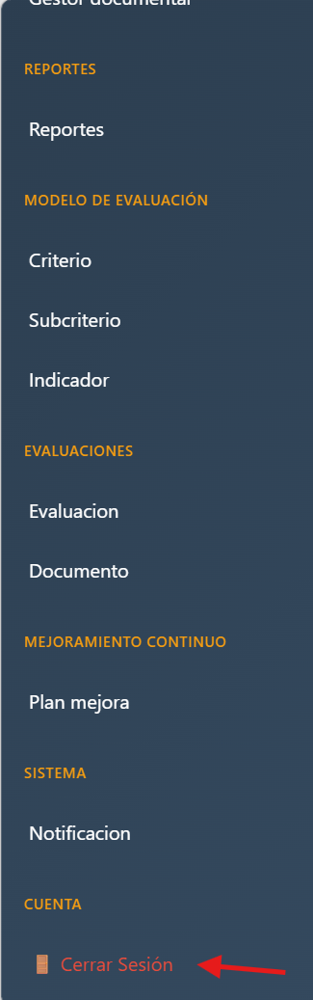 Gestor documental
REPORTES
Reportes
MODELO DE EVALUACIÓN
Criterio
Subcriterio
Indicador
EVALUACIONES
Evaluacion
Documento
MEJORAMIENTO CONTINUO
Plan mejora
SISTEMA
Notificacion
CUENTA
Cerrar Sesión